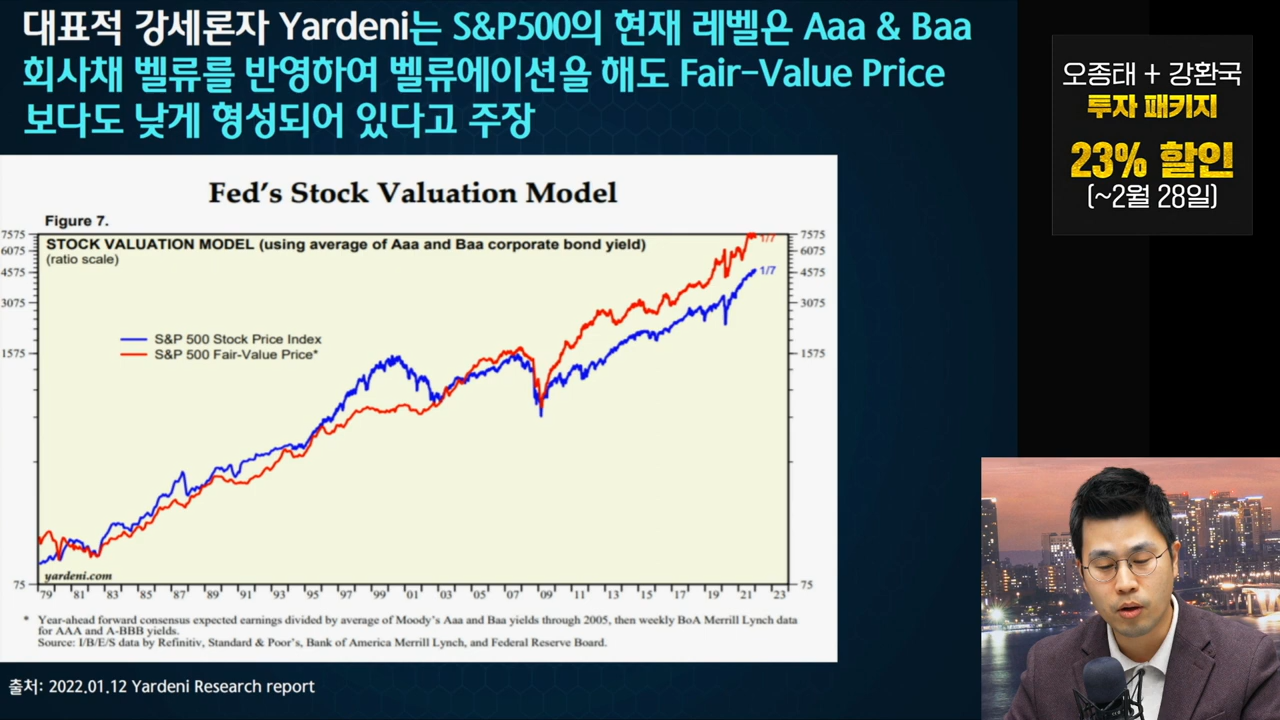 대표적 강세론자 Yardeni는 S&P500의 현재 레벨은 Aaa & Baa
회사채 벨류를 반영하여 벨류에이션을 해도 Fair-Value Price
보다도 낮게 형성되어 있다고 주장
오종태 + 강환국
투자 패키지
23% 할인
(~2월 28일)
Fed's Stock Valuation Model
Figure 7.
STOCK VALUATION MODEL (using average of Aaa and Baa corporate bond yield)
(ratio scale)
7575
6075
4575
3075
1575
75
7575
6075
4575
3075
1575
75
1/7
1/7
S&P 500 Stock Price Index
S&P 500 Fair-Value Price*
yardeni.com
79 81 83 85 87 89 91 93 95 97 99 01 03 05 07 09 11 13 15 17 19 21 23
* Year-ahead forward consensus expected earnings divided by average of Moody's Aaa and Baa yields through 2005, then weekly BoA Merrill Lynch data
for AAA and A-BBB yields.
Source: I/B/E/S data by Refinitiv, Standard & Poor's, Bank of America Merrill Lynch, and Federal Reserve Board.
출처: 2022.01.12 Yardeni Research report